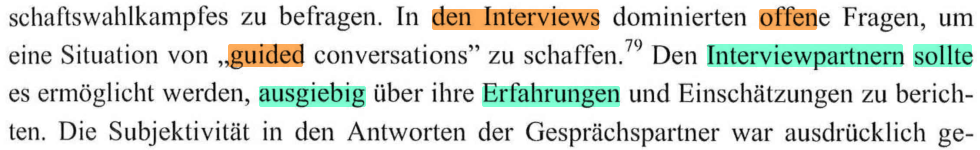 schaftswahlkampfes zu befragen. In den Interviews dominierten offene Fragen, um
eine Situation von „guided conversations” zu schaffen.79 Den Interviewpartnern sollte
es ermöglicht werden, ausgiebig über ihre Erfahrungen und Einschätzungen zu berich-
ten. Die Subjektivität in den Antworten der Gesprächspartner war ausdrücklich ge-